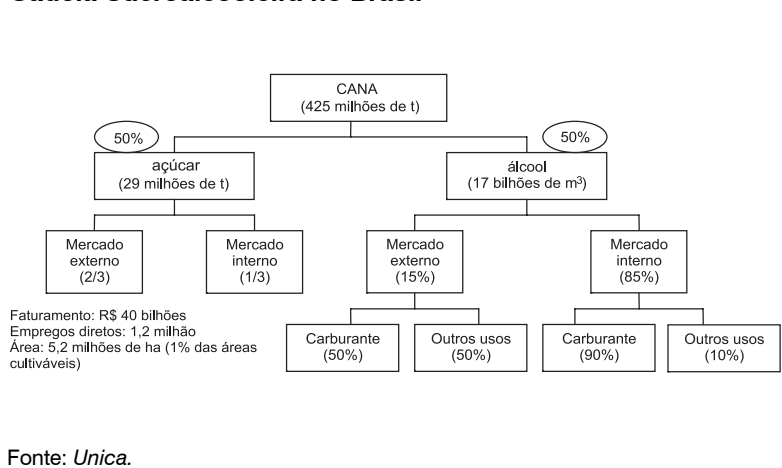 CANA
(425 milhões de t)
50%
50%
açúcar
(29 milhões de t)
álcool
(17 bilhões de m³)
Mercado
externo
(2/3)
Mercado
interno
(1/3)
Mercado
externo
(15%)
Mercado
interno
(85%)
Faturamento: R$ 40 bilhões
Empregos diretos: 1,2 milhão
Área: 5,2 milhões de ha (1% das áreas
cultiváveis)
Carburante
(50%)
Outros usos
(50%)
Carburante
(90%)
Outros usos
(10%)
Fonte: Unica.